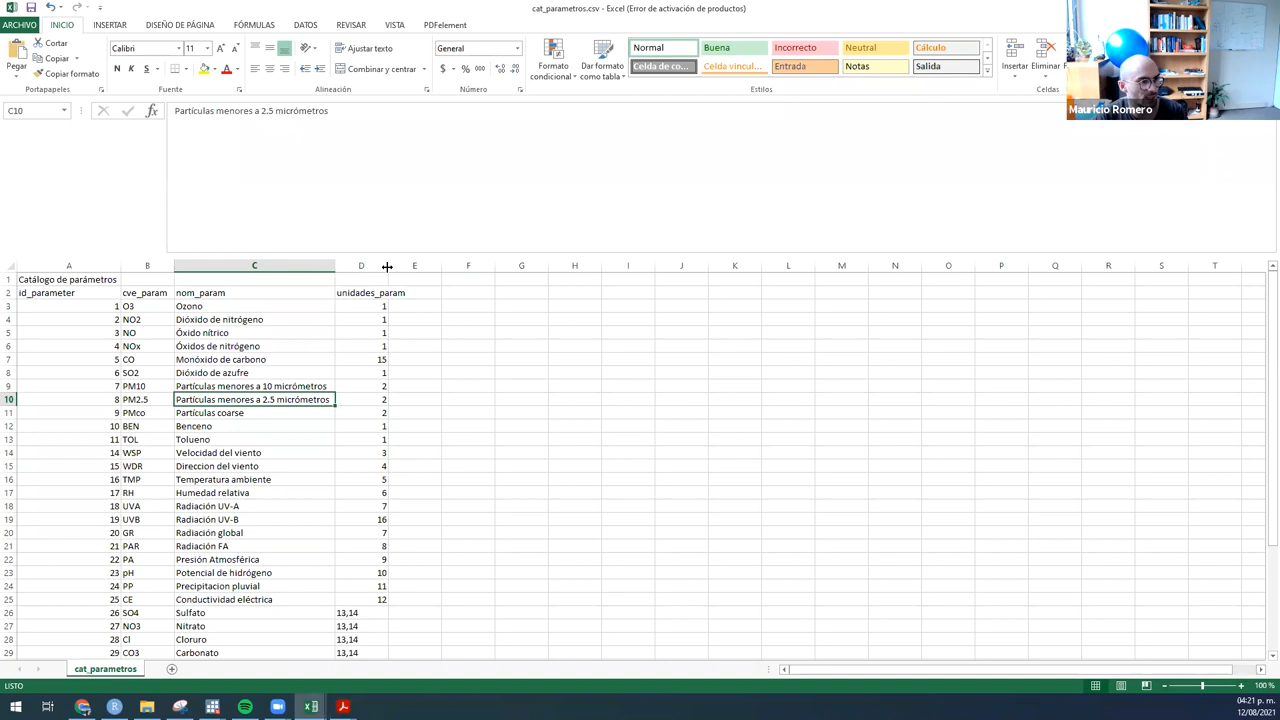 cat_parametros.csv - Excel (Error de activación de productos)
ARCHIVO INICIO INSERTAR DISEÑO DE PÁGINA FÓRMULAS DATOS REVISAR VISTA PDFelement
Pegar
Cortar
Copiar
Copiar formato
Portapapeles
Calibri 11
N K S
Fuente
Ajustar texto
Combinar y centrar
Alineación
General
$ % 000
Número
Formato condicional
Dar formato como tabla
Normal Buena Incorrecto Neutral Cálculo
Celda de co... Celda vincul... Entrada Notas Salida
Estilos
Insertar Eliminar
Celdas
Mauricio Romero
C10 Partículas menores a 2.5 micrómetros
A B C D E F G H I J K L M N O P Q R S T
1 Catálogo de parámetros
2 id_parameter cve_param nom_param unidades_param
3 1 O3 Ozono 1
4 2 NO2 Dióxido de nitrógeno 1
5 3 NO Óxido nítrico 1
6 4 NOx Óxidos de nitrógeno 1
7 5 CO Monóxido de carbono 15
8 6 SO2 Dióxido de azufre 1
9 7 PM10 Partículas menores a 10 micrómetros 2
10 8 PM2.5 Partículas menores a 2.5 micrómetros 2
11 9 PMco Partículas coarse 2
12 10 BEN Benceno 1
13 11 TOL Tolueno 1
14 14 WSP Velocidad del viento 3
15 15 WDR Direccion del viento 4
16 16 TMP Temperatura ambiente 5
17 17 RH Humedad relativa 6
18 18 UVA Radiación UV-A 7
19 19 UVB Radiación UV-B 16
20 20 GR Radiación global 7
21 21 PAR Radiación FA 8
22 22 PA Presión Atmosférica 9
23 23 pH Potencial de hidrógeno 10
24 24 PP Precipitacion pluvial 11
25 25 CE Conductividad eléctrica 12
26 26 SO4 Sulfato 13,14
27 27 NO3 Nitrato 13,14
28 28 Cl Cloruro 13,14
29 29 CO3 Carbonato 13,14
cat_parametros
LISTO
100 %
04:21 p. m.
12/08/2021